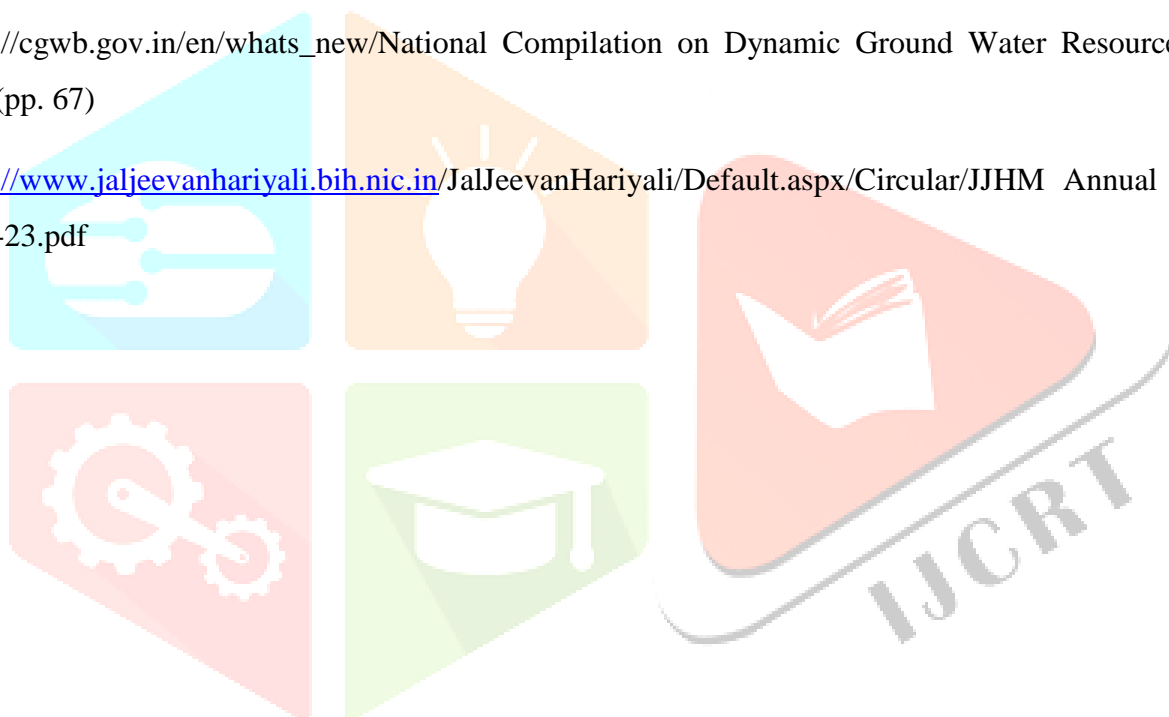 //cgwb.gov.in/en/whats_new/National Compilation on Dynamic Ground Water Resource
(pp. 67)
//www.jaljeevanhariyali.bih.nic.in/JalJeevanHariyali/Default.aspx/Circular/JJHM Annual
-23.pdf
IJCRT